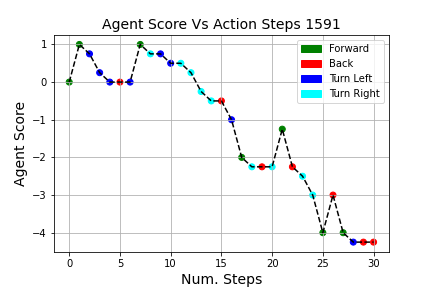 Agent Score Vs Action Steps 1591
Agent Score
1
0
−1
−2
−3
−4
Forward
Back
Turn Left
Turn Right
0 5 10 15 20 25 30
Num. Steps